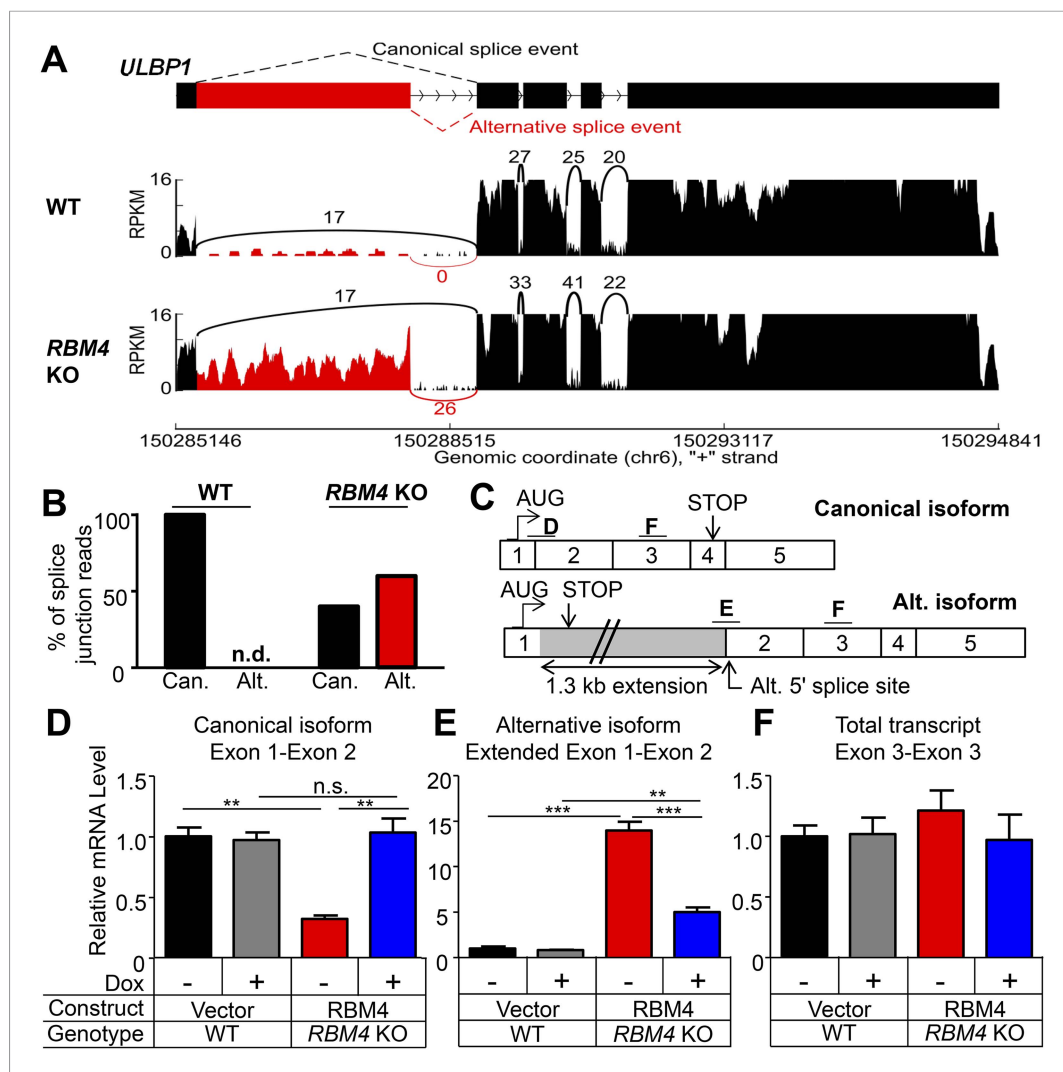 A
ULBP1
Canonical splice event
Alternative splice event
WT
RPKM
16
0
17
0
27
25
20
RBM4
KO
RPKM
16
0
17
26
33
41
22
150285146
150288515
150293117
150294841
Genomic coordinate (chr6), "+" strand
B
WT
RBM4 KO
% of splice
junction reads
100
50
0
n.d.
Can.
Alt.
Can.
Alt.
C
AUG
STOP
Canonical isoform
D
F
1
2
3
4
5
AUG
STOP
Alt. isoform
E
F
1
2
3
4
5
1.3 kb extension
Alt. 5' splice site
D
Canonical isoform
Exon 1-Exon 2
Relative mRNA Level
1.5
1.0
0.5
0
n.s.
**
**
E
Alternative isoform
Extended Exon 1-Exon 2
20
15
10
5
0
**
***
***
F
Total transcript
Exon 3-Exon 3
1.5
1.0
0.5
0
Dox - + - + - + - + - + - +
Construct Vector RBM4 Vector RBM4 Vector RBM4
Genotype WT RBM4 KO WT RBM4 KO WT RBM4 KO